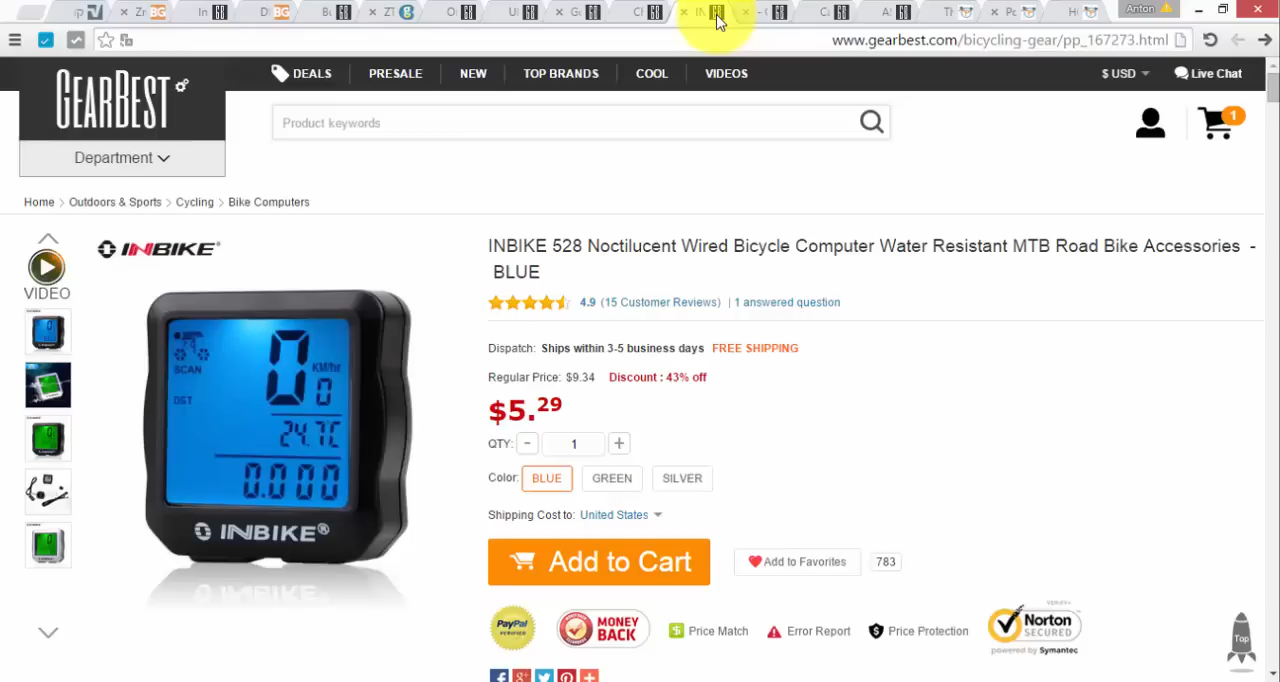 Anton
www.gearbest.com/bicycling-gear/pp_167273.html
GEARBEST
DEALS
PRESALE
NEW
TOP BRANDS
COOL
VIDEOS
$ USD
Live Chat
Product keywords
1
Department
Home > Outdoors & Sports > Cycling > Bike Computers
VIDEO
INBIKE®
SCAN
DST
0
KM/hr
0
24.7C
0.000
INBIKE®
INBIKE 528 Noctilucent Wired Bicycle Computer Water Resistant MTB Road Bike Accessories -
BLUE
4.9 (15 Customer Reviews) | 1 answered question
Dispatch: Ships within 3-5 business days FREE SHIPPING
Regular Price: $9.34 Discount : 43% off
$5.29
QTY: - 1 +
Color: BLUE GREEN SILVER
Shipping Cost to: United States
Add to Cart
Add to Favorites
783
PayPal
VERIFIED
MONEY
BACK
Price Match
Error Report
Price Protection
Norton
SECURED
powered by Symantec
Top